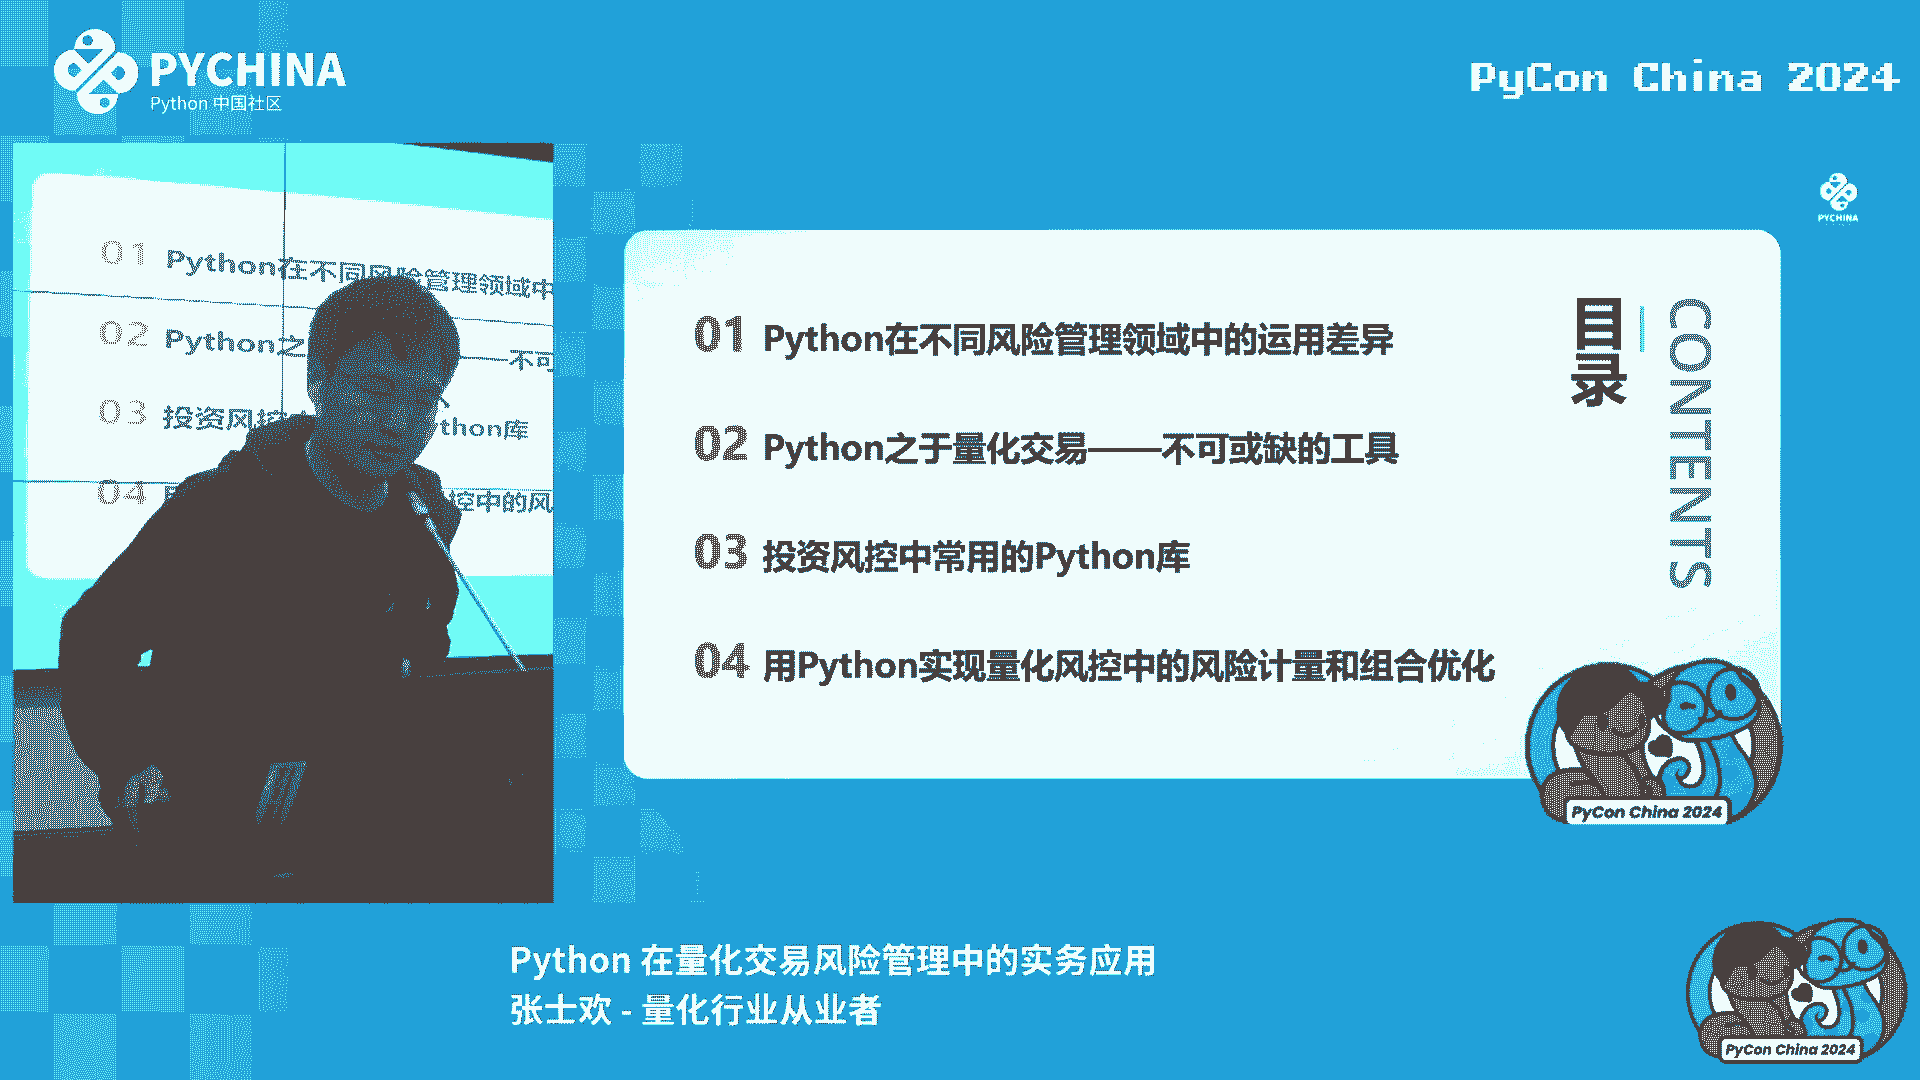 PYCHINA
Python 中国社区
PyCon China 2024
PYCHINA
01 Python在不同风险管理领域中
02 Python之 ——不可
03 投资风控 ython库
04 控中的风
目录
CONTENTS
01 Python在不同风险管理领域中的运用差异
02 Python之于量化交易——不可或缺的工具
03 投资风控中常用的Python库
04 用Python实现量化风控中的风险计量和组合优化
PyCon China 2024
Python 在量化交易风险管理中的实务应用
张士欢 - 量化行业从业者
PyCon China 2024